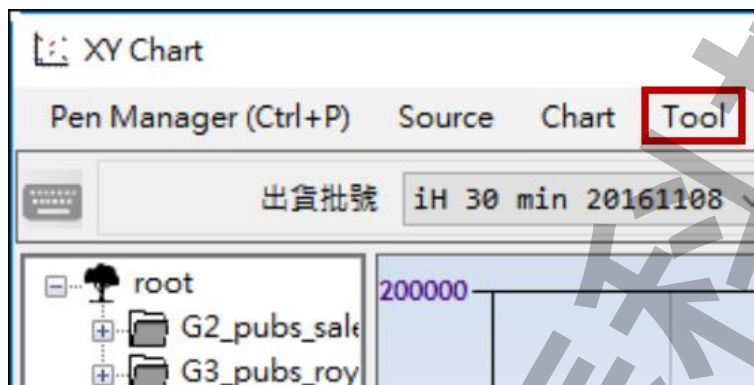 XY Chart
Pen Manager (Ctrl+P) Source Chart Tool
出貨批號 iH 30 min 20161108
root
200000
G2_pubs_sale
G3_pubs_roy